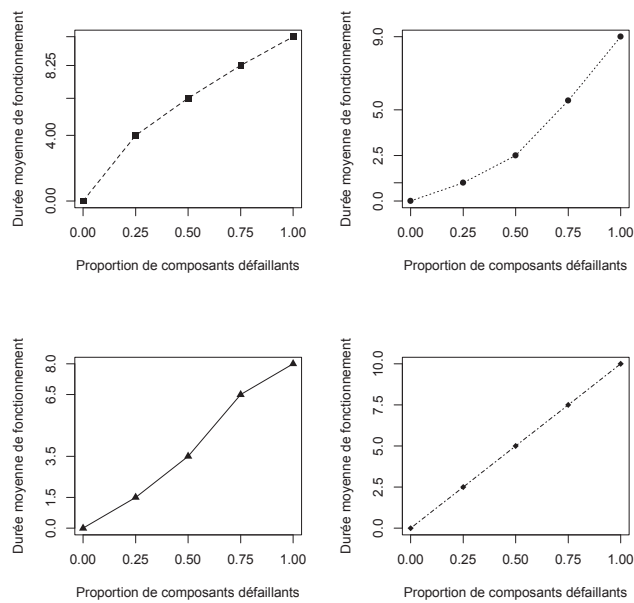 Durée moyenne de fonctionnement
0.00 4.00 8.25
0.00 0.25 0.50 0.75 1.00
Proportion de composants défaillants
Durée moyenne de fonctionnement
0.0 2.5 5.0 9.0
0.00 0.25 0.50 0.75 1.00
Proportion de composants défaillants
Durée moyenne de fonctionnement
0.0 1.5 3.5 6.5 8.0
0.00 0.25 0.50 0.75 1.00
Proportion de composants défaillants
Durée moyenne de fonctionnement
0.0 2.5 5.0 7.5 10.0
0.00 0.25 0.50 0.75 1.00
Proportion de composants défaillants